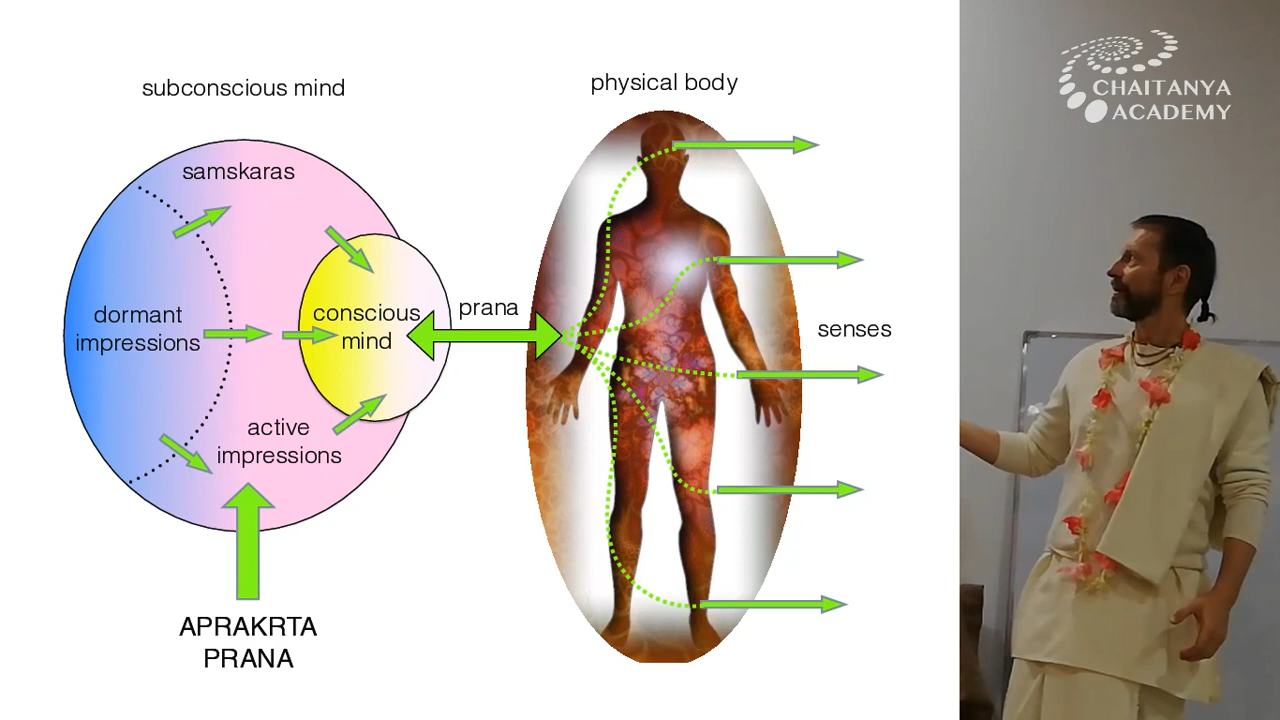 subconscious mind
physical body
CHAITANYA
ACADEMY
samskaras
dormant
impressions
conscious
mind
prana
senses
active
impressions
APRAKRTA
PRANA